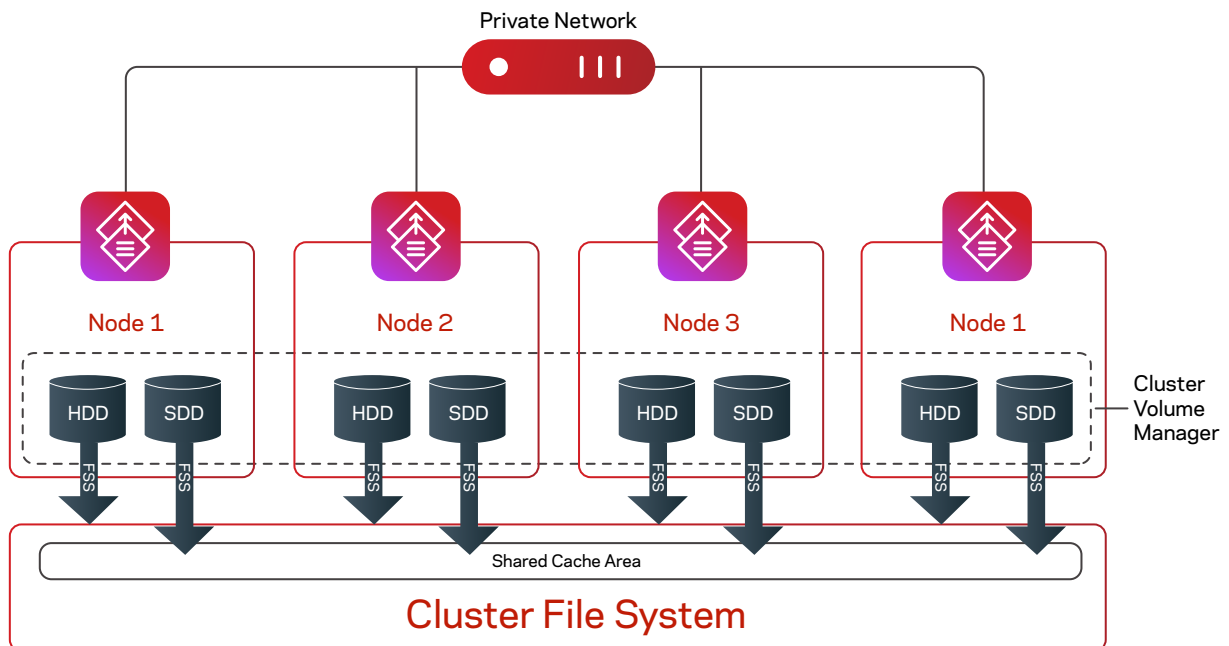 Private Network
Node 1
Node 2
Node 3
Node 1
HDD
SDD
HDD
SDD
HDD
SDD
HDD
SDD
Cluster
Volume
Manager
FSS
FSS
FSS
FSS
FSS
FSS
FSS
FSS
Shared Cache Area
Cluster File System